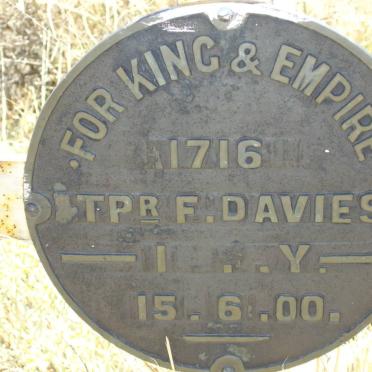 ·FOR KING & EMPIRE
1716
TPR F. DAVIES
I . . Y.
15. 6. 00.